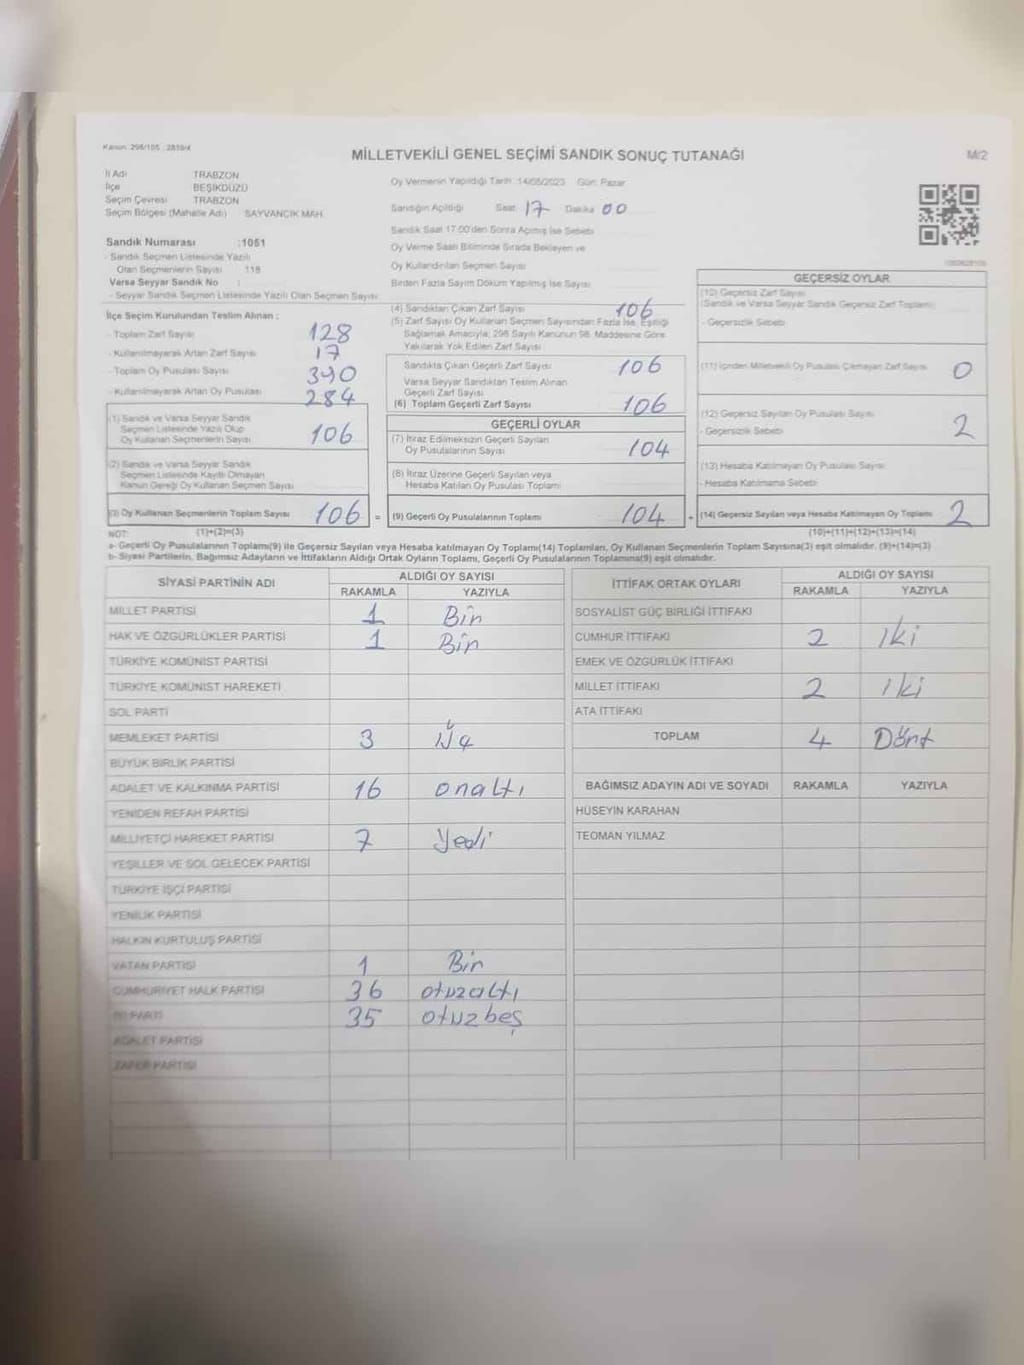 Kanun: 298/105 : 2839/4
MİLLETVEKİLİ GENEL SEÇİMİ SANDIK SONUÇ TUTANAĞI
M/2
İl Adı TRABZON
İlçe BEŞİKDÜZÜ
Seçim Çevresi TRABZON
Seçim Bölgesi (Mahalle Adı) SAYVANCIK MAH.
Sandık Numarası :1051
- Sandık Seçmen Listesinde Yazılı
Olan Seçmenlerin Sayısı 118
Varsa Seyyar Sandık No :
- Seyyar Sandık Seçmen Listesinde Yazılı Olan Seçmen Sayısı
İlçe Seçim Kurulundan Teslim Alınan :
- Toplam Zarf Sayısı 128
- Kullanılmayarak Artan Zarf Sayısı 17
- Toplam Oy Pusulası Sayısı 390
- Kullanılmayarak Artan Oy Pusulası 284
(1) Sandık ve Varsa Seyyar Sandık
Seçmen Listesinde Yazılı Olup
Oy Kullanan Seçmenlerin Sayısı 106
(2) Sandık ve Varsa Seyyar Sandık
Seçmen Listesinde Kayıtlı Olmayan
Kanun Gereği Oy Kullanan Seçmen Sayısı
(3) Oy Kullanan Seçmenlerin Toplam Sayısı 106 =
Oy Vermenin Yapıldığı Tarih :14/05/2023 Gün: Pazar
Sandığın Açıldığı Saat 17 Dakika 00
Sandık Saat 17:00'den Sonra Açılmış İse Sebebi
Oy Verme Saati Bitiminde Sırada Bekleyen ve
Oy Kullandırılan Seçmen Sayısı
Birden Fazla Sayım Döküm Yapılmış İse Sayısı
(4) Sandıktan Çıkan Zarf Sayısı 106
(5) Zarf Sayısı Oy Kullanan Seçmen Sayısından Fazla İse, Eşitliği
Sağlamak Amacıyla; 298 Sayılı Kanunun 98. Maddesine Göre
Yakılarak Yok Edilen Zarf Sayısı
Sandıkta Çıkan Geçerli Zarf Sayısı 106
Varsa Seyyar Sandıktan Teslim Alınan
Geçerli Zarf Sayısı
(6) Toplam Geçerli Zarf Sayısı 106
GEÇERLİ OYLAR
(7) İtiraz Edilmeksizin Geçerli Sayılan
Oy Pusulalarının Sayısı 104
(8) İtiraz Üzerine Geçerli Sayılan veya
Hesaba Katılan Oy Pusulası Toplamı
(9) Geçerli Oy Pusulalarının Toplamı 104 +
GEÇERSİZ OYLAR
(10) Geçersiz Zarf Sayısı
(Sandık ve Varsa Seyyar Sandık Geçersiz Zarf Toplamı)
- Geçersizlik Sebebi
(11) İçinden Milletvekili Oy Pusulası Çıkmayan Zarf Sayısı 0
(12) Geçersiz Sayılan Oy Pusulası Sayısı
- Geçersizlik Sebebi 2
(13) Hesaba Katılmayan Oy Pusulası Sayısı
- Hesaba Katılmama Sebebi
(14) Geçersiz Sayılan veya Hesaba Katılmayan Oy Toplamı 2
NOT: (1)+(2)=(3)
(10)+(11)+(12)+(13)=(14)
a- Geçerli Oy Pusulalarının Toplamı(9) ile Geçersiz Sayılan veya Hesaba katılmayan Oy Toplamı(14) Toplamları, Oy Kullanan Seçmenlerin Toplam Sayısına(3) eşit olmalıdır. (9)+(14)=(3)
b- Siyasi Partilerin, Bağımsız Adayların ve İttifakların Aldığı Ortak Oyların Toplamı, Geçerli Oy Pusulalarının Toplamına(9) eşit olmalıdır.
SİYASİ PARTİNİN ADI
ALDIĞI OY SAYISI
RAKAMLA YAZIYLA
MİLLET PARTİSİ 1 Bir
HAK VE ÖZGÜRLÜKLER PARTİSİ 1 Bir
TÜRKİYE KOMÜNİST PARTİSİ
TÜRKİYE KOMÜNİST HAREKETİ
SOL PARTİ
MEMLEKET PARTİSİ 3 Üç
BÜYÜK BİRLİK PARTİSİ
ADALET VE KALKINMA PARTİSİ 16 onaltı
YENİDEN REFAH PARTİSİ
MİLLİYETÇİ HAREKET PARTİSİ 7 Yedi
YEŞİLLER VE SOL GELECEK PARTİSİ
TÜRKİYE İŞÇİ PARTİSİ
YENİLİK PARTİSİ
HALKIN KURTULUŞ PARTİSİ
VATAN PARTİSİ 1 Bir
CUMHURİYET HALK PARTİSİ 36 otuzaltı
İYİ PARTİ 35 otuzbeş
ADALET PARTİSİ
ZAFER PARTİSİ
İTTİFAK ORTAK OYLARI
ALDIĞI OY SAYISI
RAKAMLA YAZIYLA
SOSYALİST GÜÇ BİRLİĞİ İTTİFAKI
CUMHUR İTTİFAKI 2 iki
EMEK VE ÖZGÜRLÜK İTTİFAKI
MİLLET İTTİFAKI 2 iki
ATA İTTİFAKI
TOPLAM 4 Dört
BAĞIMSIZ ADAYIN ADI VE SOYADI RAKAMLA YAZIYLA
HÜSEYİN KARAHAN
TEOMAN YILMAZ